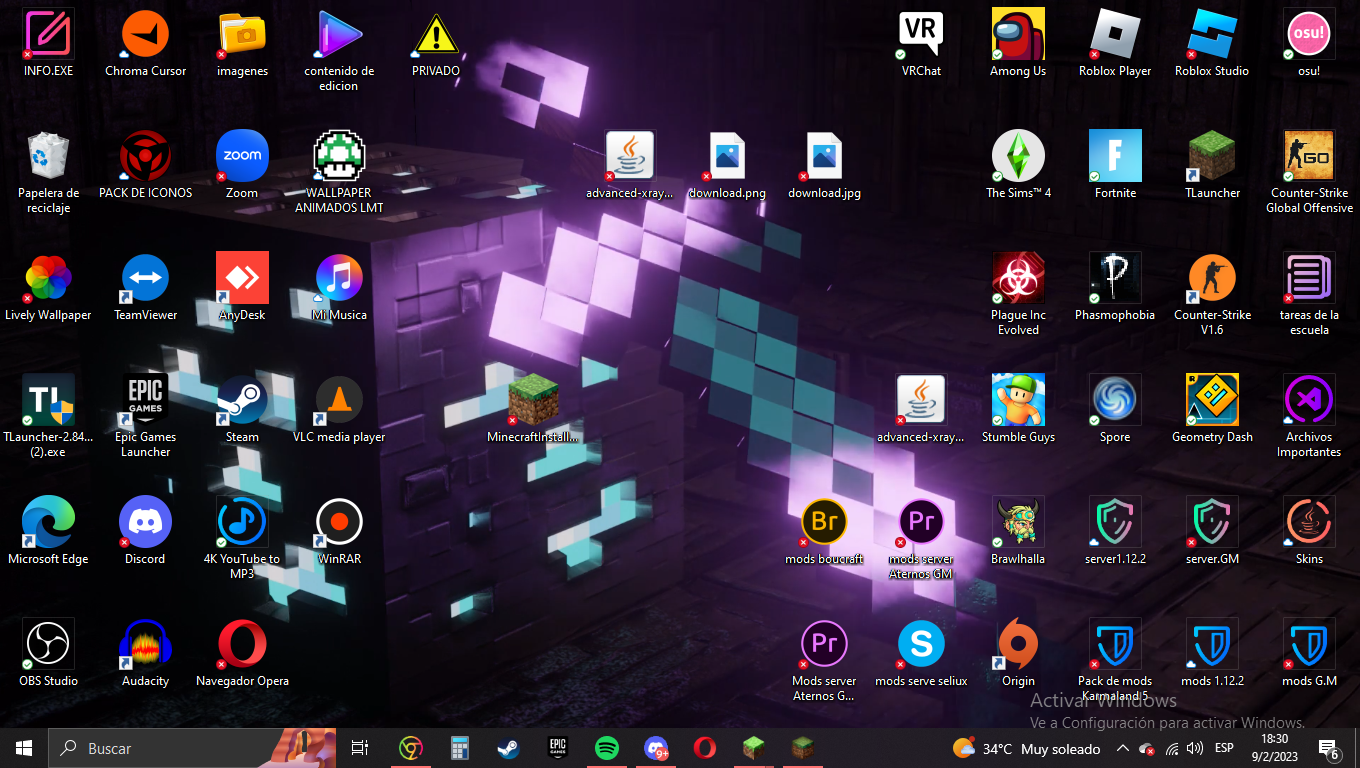 INFO.EXE
Chroma Cursor
imagenes
contenido de
edicion
PRIVADO
VR
VRChat
Among Us
Roblox Player
Roblox Studio
osu!
osu!
Papelera de
reciclaje
PACK DE ICONOS
zoom
Zoom
WALLPAPER
ANIMADOS LMT
advanced-xray...
download.png
download.jpg
The Sims™ 4
Fortnite
TLauncher
GO
Counter-Strike
Global Offensive
Lively Wallpaper
TeamViewer
AnyDesk
Mi Musica
Plague Inc
Evolved
Phasmophobia
Counter-Strike
V1.6
tareas de la
escuela
TL
TLauncher-2.84...
(2).exe
EPIC
GAMES
Epic Games
Launcher
Steam
VLC media player
MinecraftInstall...
advanced-xray...
Stumble Guys
Spore
Geometry Dash
Archivos
Importantes
Microsoft Edge
Discord
4K YouTube to
MP3
WinRAR
Br
mods boucraft
Pr
mods server
Aternos GM
Brawlhalla
server1.12.2
server.GM
Skins
OBS Studio
Audacity
Navegador Opera
Pr
Mods server
Aternos G...
S
mods serve seliux
Origin
Pack de mods
Karmaland 5
mods 1.12.2
mods G.M
Activar Windows
Ve a Configuración para activar Windows.
Buscar
EPIC
GAMES
9+
34°C Muy soleado
ESP
18:30
9/2/2023
6